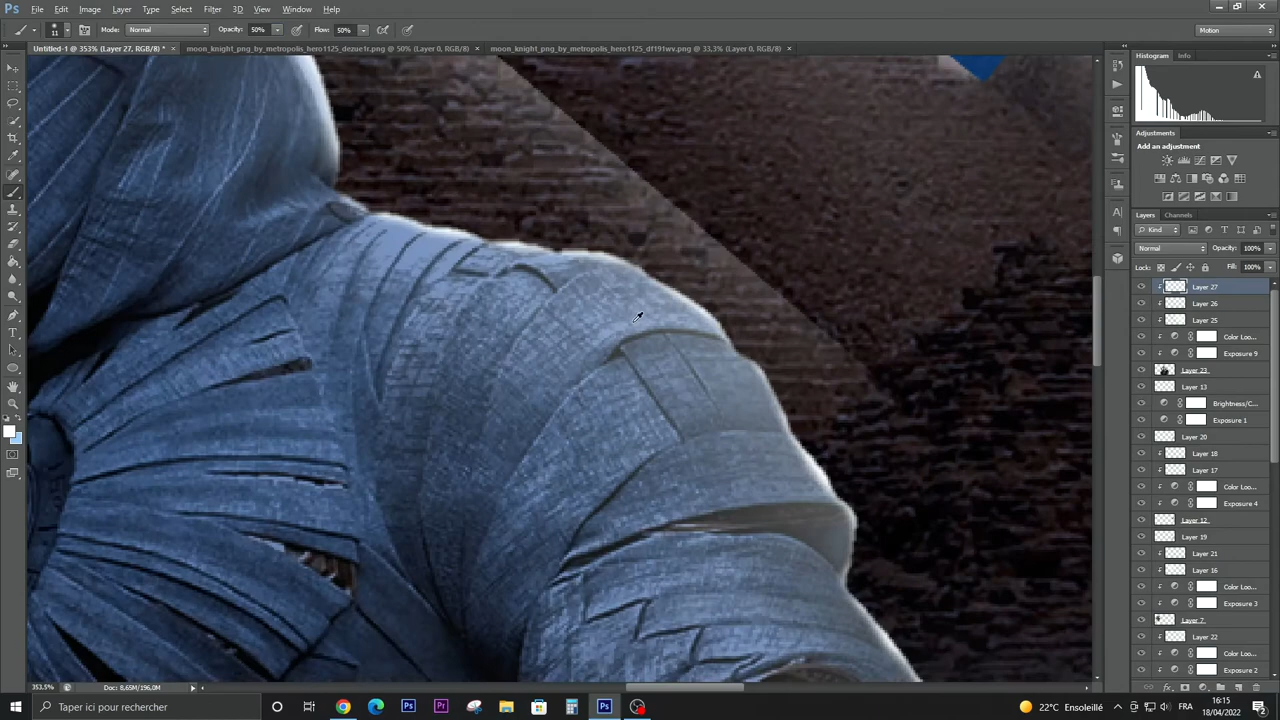 Ps File Edit Image Layer Type Select Filter 3D View Window Help
11 Mode: Normal Opacity: 50% Flow: 50% Motion
Untitled-1 @ 353% (Layer 27, RGB/8) * × moon_knight_png_by_metropolis_hero1125_dezue1r.png @ 50% (Layer 0, RGB/8) × moon_knight_png_by_metropolis_hero1125_df191wv.png @ 33,3% (Layer 0, RGB/8) ×
Histogram Info
Adjustments
Add an adjustment
Layers Channels
Kind
Normal Opacity: 100%
Lock: Fill: 100%
Layer 27
Layer 26
Layer 25
Color Loo...
Exposure 9
Layer 23
Layer 13
Brightness/C...
Exposure 1
Layer 20
Layer 18
Layer 17
Color Loo...
Exposure 4
Layer 12
Layer 19
Layer 21
Layer 16
Color Loo...
Exposure 3
Layer 7
Layer 22
Color Loo...
Exposure 2
353,5% Doc: 8,65M/196,0M
Taper ici pour rechercher Ps Pr Ps 22°C Ensoleillé FRA 16:15
18/04/2022 2